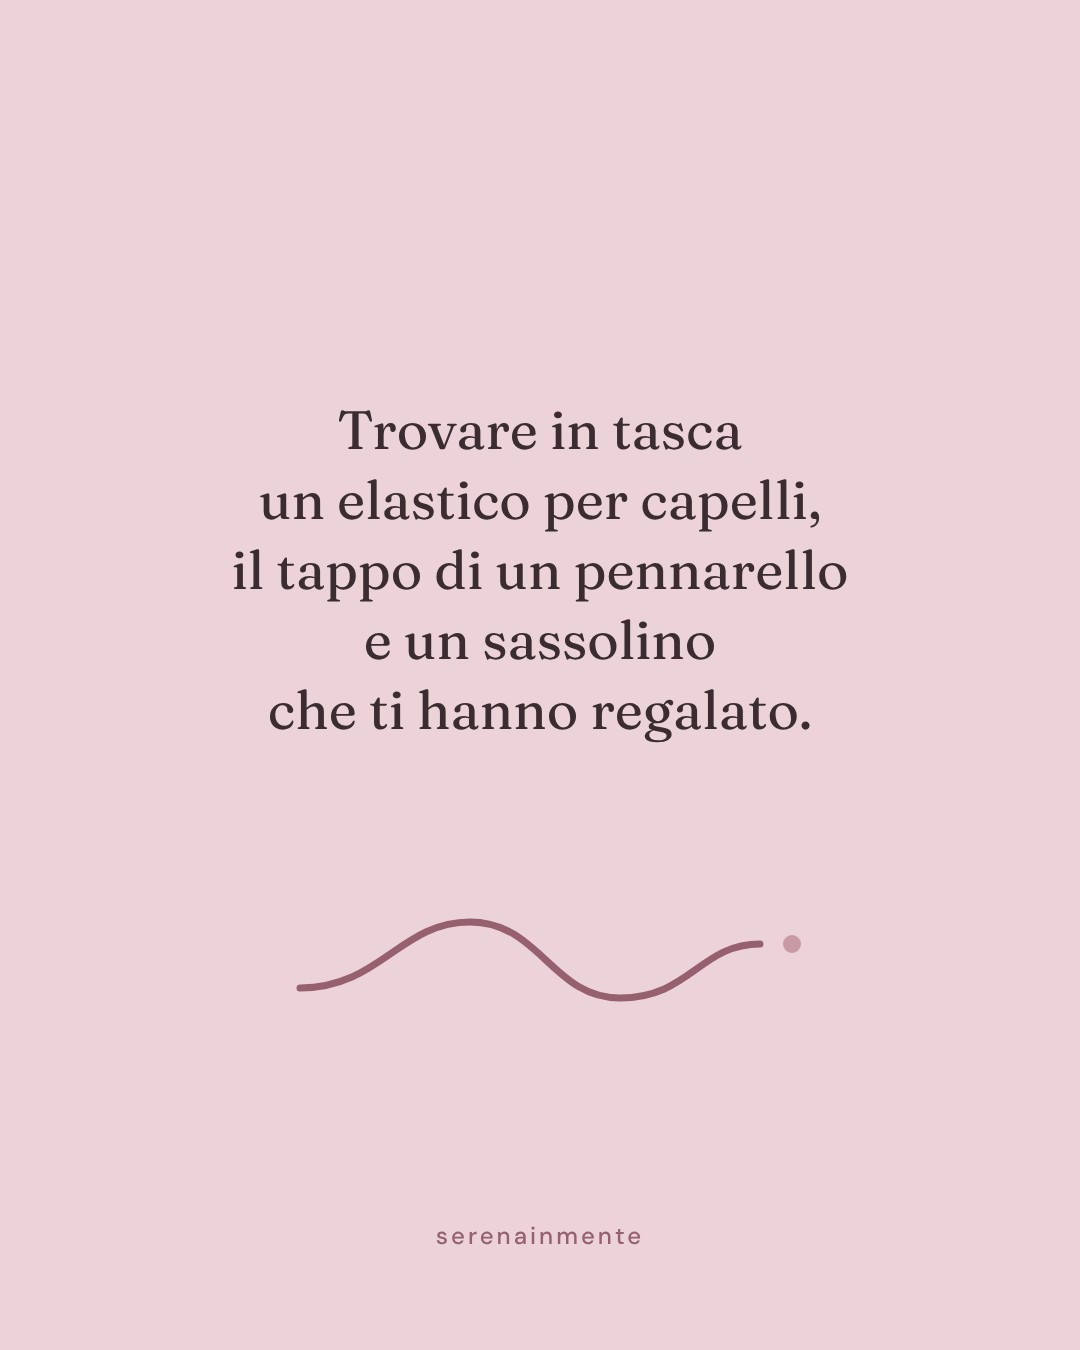 Trovare in tasca
un elastico per capelli,
il tappo di un pennarello
e un sassolino
che ti hanno regalato.
serenainmente